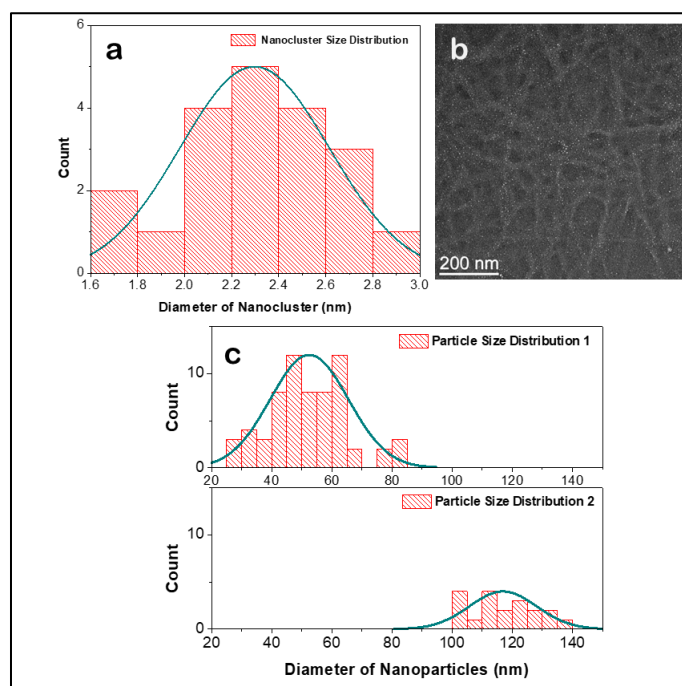 a
Nanocluster Size Distribution
6
4
2
0
Count
1.6 1.8 2.0 2.2 2.4 2.6 2.8 3.0
Diameter of Nanocluster (nm)
b
200 nm
c
Particle Size Distribution 1
10
0
Count
20 40 60 80 100 120 140
Particle Size Distribution 2
10
0
Count
20 40 60 80 100 120 140
Diameter of Nanoparticles (nm)